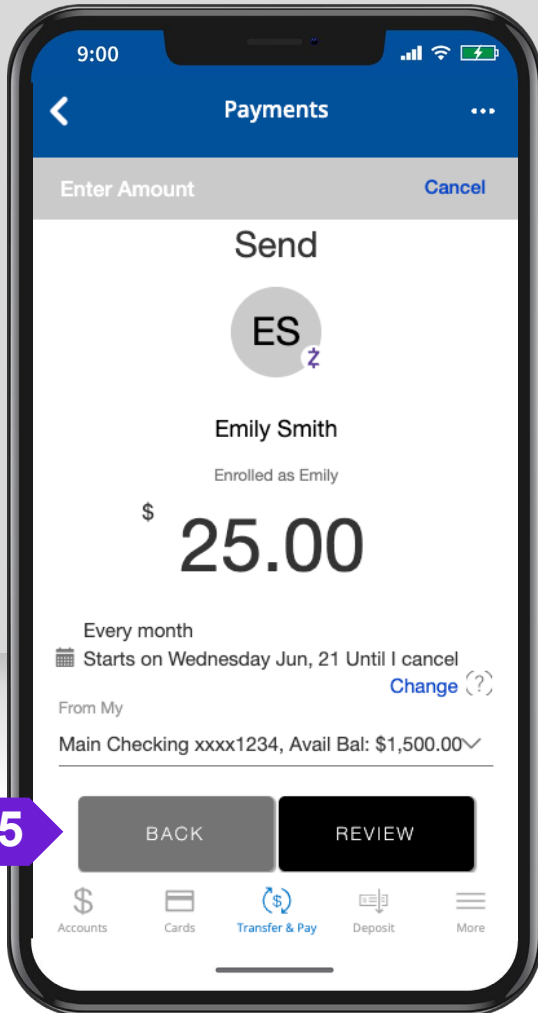 9:00
Payments
Enter Amount
Cancel
Send
ES
Emily Smith
Enrolled as Emily
$
25.00
Every month
Starts on Wednesday Jun, 21 Until I cancel
Change (?)
From My
Main Checking xxxx1234, Avail Bal: $1,500.00
5
BACK
REVIEW
Accounts
Cards
Transfer & Pay
Deposit
More